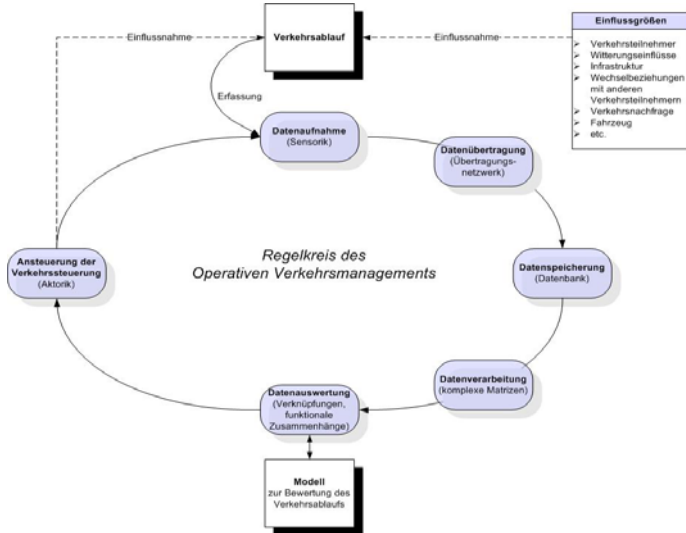 Einflussnahme
Verkehrsablauf
Einflussnahme
Einflussgrößen
Verkehrsteilnehmer
Witterungseinflüsse
Infrastruktur
Wechselbeziehungen
mit anderen
Verkehrsteilnehmern
Verkehrsnachfrage
Fahrzeug
etc.
Erfassung
Datenaufnahme
(Sensorik)
Datenübertragung
(Übertragungs-
netzwerk)
Ansteuerung der
Verkehrssteuerung
(Aktorik)
Regelkreis des
Operativen Verkehrsmanagements
Datenspeicherung
(Datenbank)
Datenverarbeitung
(komplexe Matrizen)
Datenauswertung
(Verknüpfungen,
funktionale
Zusammenhänge)
Modell
zur Bewertung des
Verkehrsablaufs